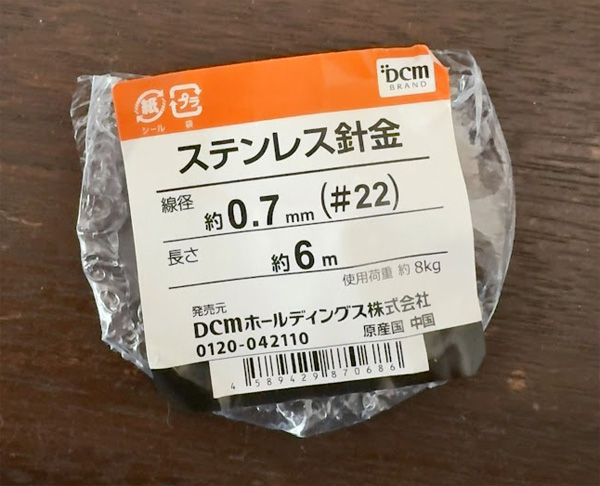 DCM
BRAND
紙 プラ
シール 袋
ステンレス針金
線径 約0.7mm (#22)
長さ 約6m
使用荷重 約8kg
発売元
DCMホールディングス株式会社
0120-042110 原産国 中国
4 589429 870686